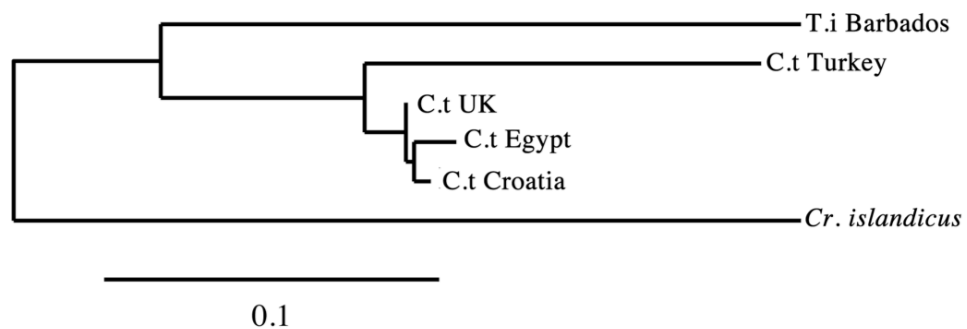 T.i Barbados
C.t Turkey
C.t UK
C.t Egypt
C.t Croatia
Cr. islandicus
0.1